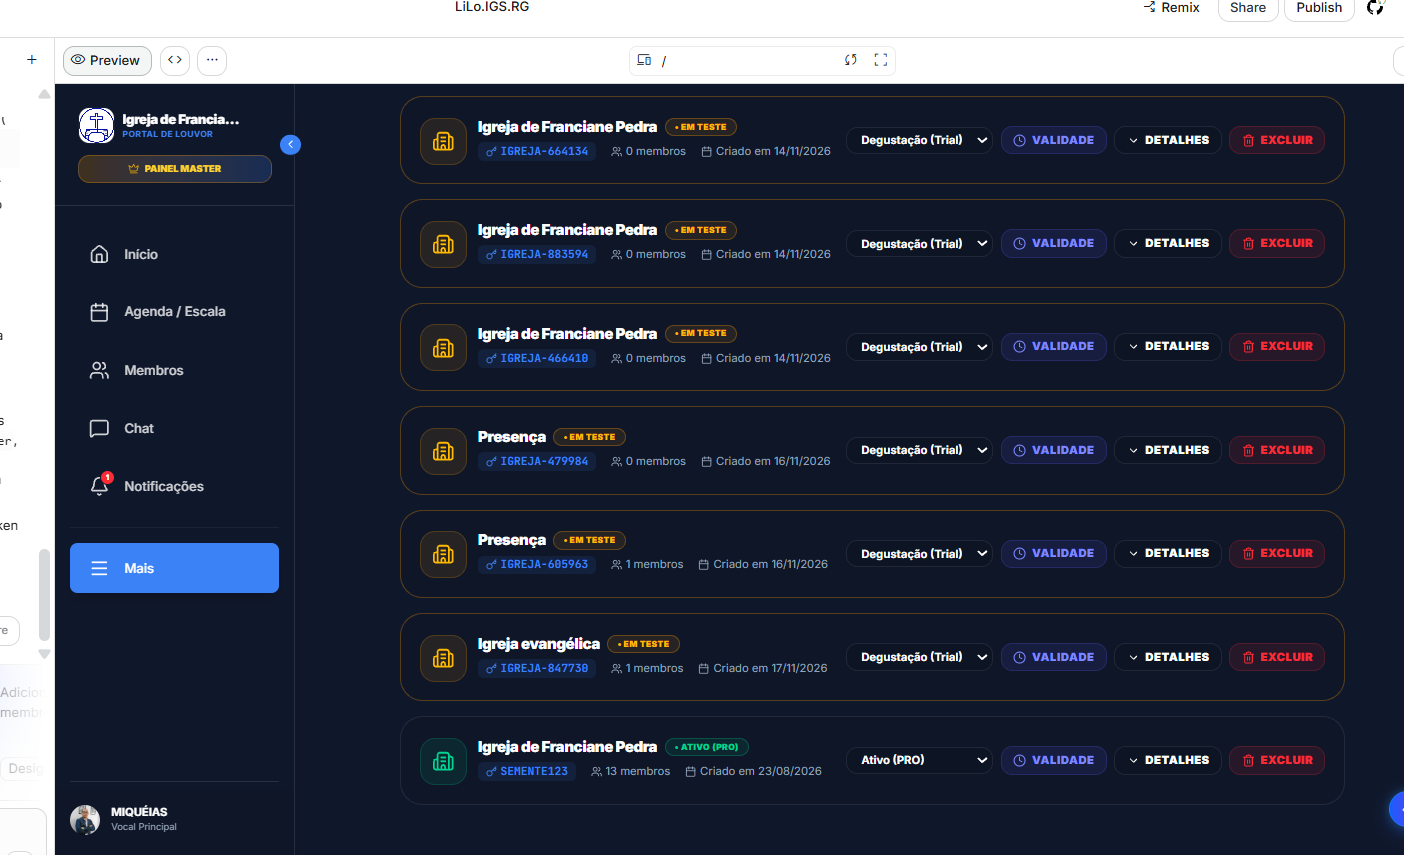 LiLo.IGS.RG
Remix
Share
Publish
+
Preview
<>
...
/
Igreja de Francia...
PORTAL DE LOUVOR
PAINEL MASTER
Início
Agenda / Escala
Membros
Chat
1
Notificações
Mais
MIQUÉIAS
Vocal Principal
Igreja de Franciane Pedra • EM TESTE
IGREJA-664134 0 membros Criado em 14/11/2026
Degustação (Trial) VALIDADE DETALHES EXCLUIR
Igreja de Franciane Pedra • EM TESTE
IGREJA-883594 0 membros Criado em 14/11/2026
Degustação (Trial) VALIDADE DETALHES EXCLUIR
Igreja de Franciane Pedra • EM TESTE
IGREJA-466410 0 membros Criado em 14/11/2026
Degustação (Trial) VALIDADE DETALHES EXCLUIR
Presença • EM TESTE
IGREJA-479984 0 membros Criado em 16/11/2026
Degustação (Trial) VALIDADE DETALHES EXCLUIR
Presença • EM TESTE
IGREJA-605963 1 membros Criado em 16/11/2026
Degustação (Trial) VALIDADE DETALHES EXCLUIR
Igreja evangélica • EM TESTE
IGREJA-847730 1 membros Criado em 17/11/2026
Degustação (Trial) VALIDADE DETALHES EXCLUIR
Igreja de Franciane Pedra • ATIVO (PRO)
SEMENTE123 13 membros Criado em 23/08/2026
Ativo (PRO) VALIDADE DETALHES EXCLUIR